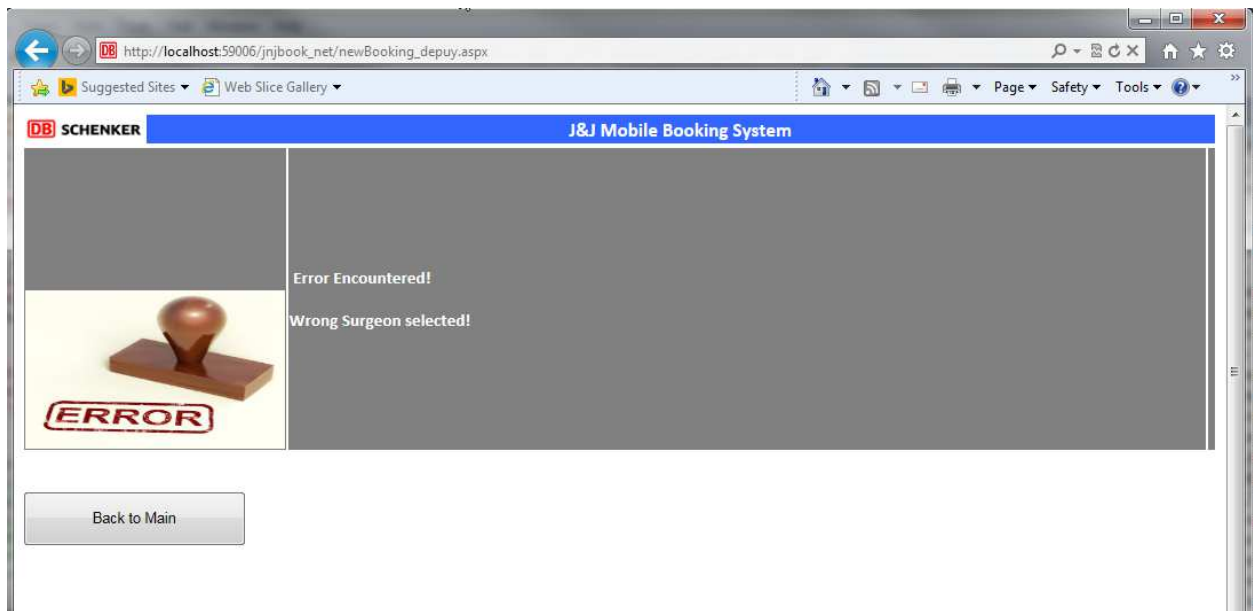 http://localhost:59006/jnjbook_net/newBooking_depuy.aspx
Suggested Sites Web Slice Gallery Page Safety Tools
DB SCHENKER J&J Mobile Booking System
Error Encountered!
Wrong Surgeon selected!
ERROR
Back to Main